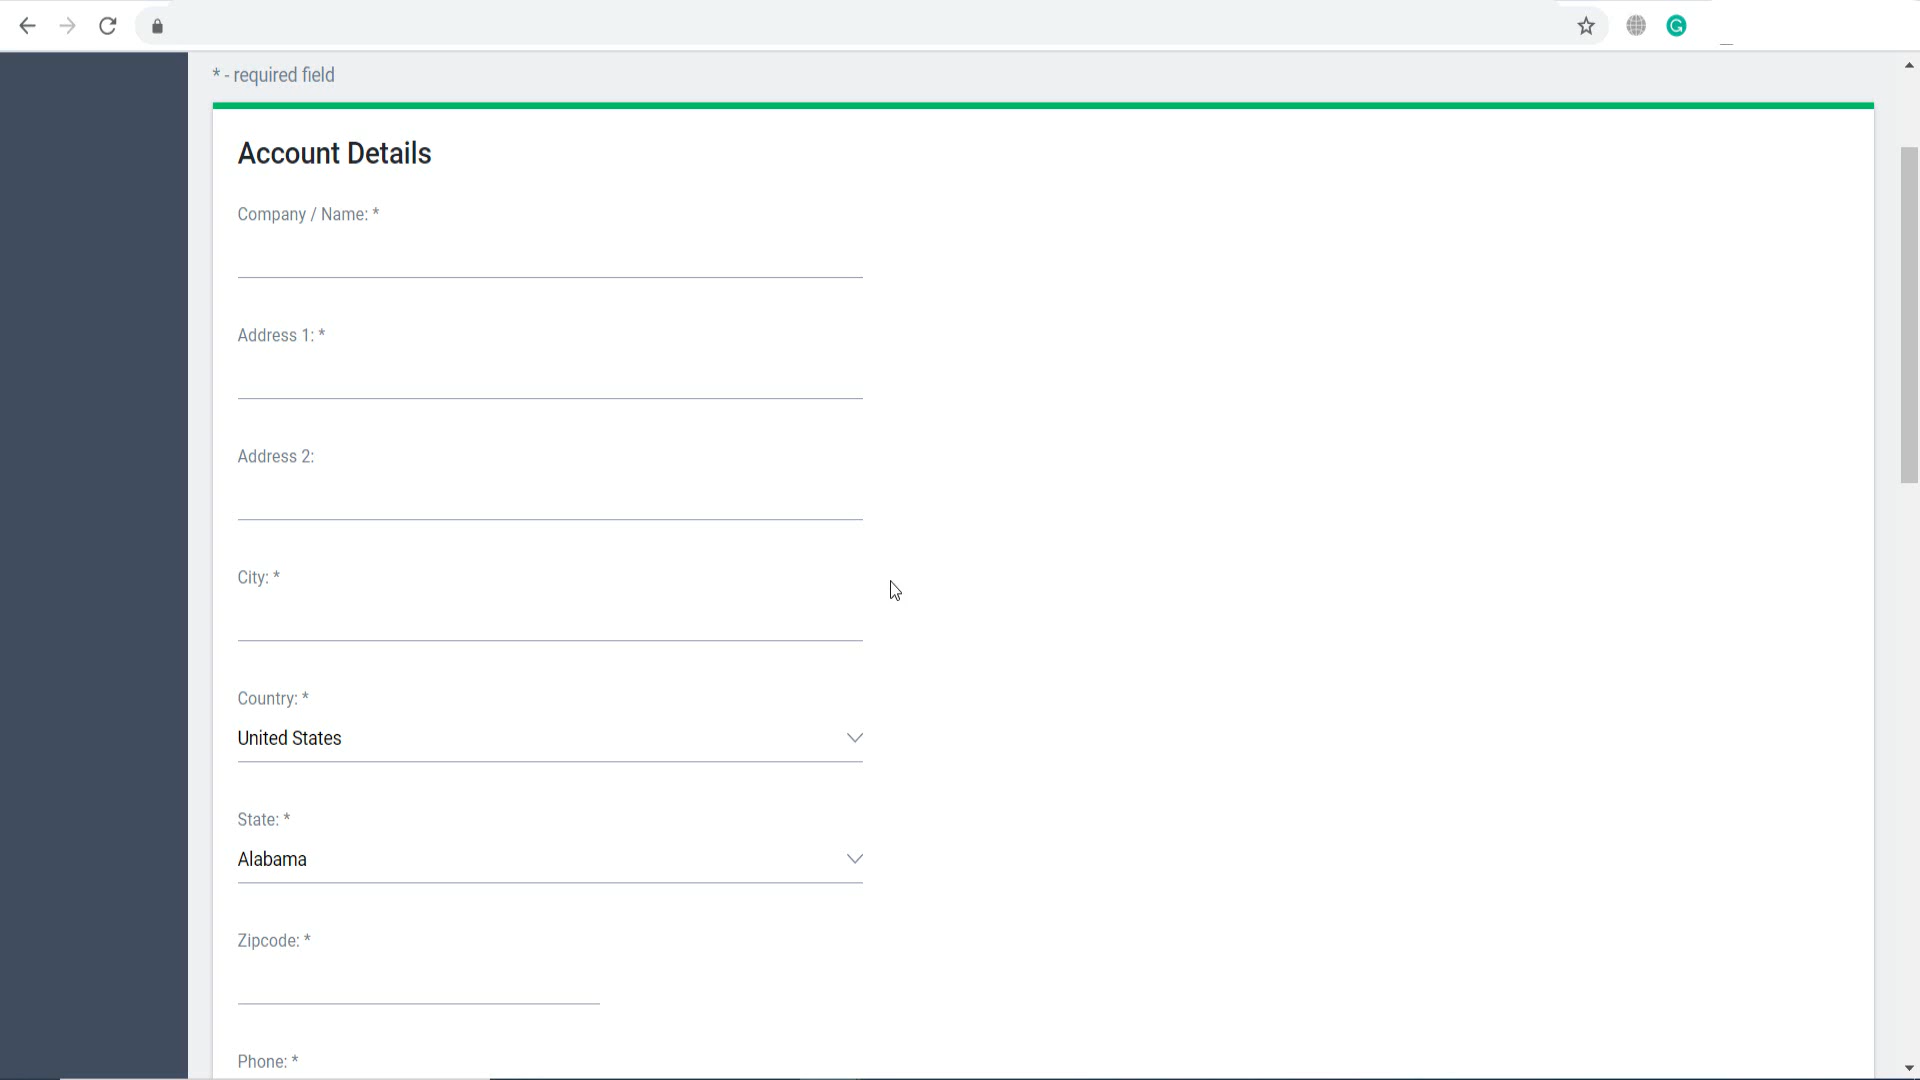 * - required field
Account Details
Company / Name: *
Address 1: *
Address 2:
City: *
Country: *
United States
State: *
Alabama
Zipcode: *
Phone: *